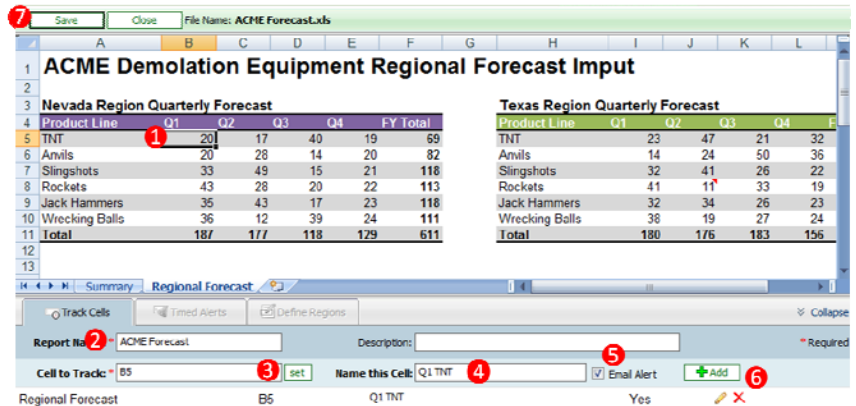 7 Save Close File Name: ACME Forecast.xls
A B C D E F G H I J K L
1 ACME Demolation Equipment Regional Forecast Imput
2
3 Nevada Region Quarterly Forecast Texas Region Quarterly Forecast
4 Product Line Q1 Q2 Q3 Q4 FY Total Product Line Q1 Q2 Q3 Q4 F
5 TNT 1 20 17 40 19 69 TNT 23 47 21 32
6 Anvils 20 28 14 20 82 Anvils 14 24 50 36
7 Slingshots 33 49 15 21 118 Slingshots 32 41 26 22
8 Rockets 43 28 20 22 113 Rockets 41 11 33 19
9 Jack Hammers 35 43 17 23 118 Jack Hammers 32 34 26 23
10 Wrecking Balls 36 12 39 24 111 Wrecking Balls 38 19 27 24
11 Total 187 177 118 129 611 Total 180 176 183 156
12
13
Summary Regional Forecast
Track Cells Timed Alerts Define Regions Collapse
Report Na 2 * ACME Forecast Description: * Required
5
Cell to Track: * B5 3 set Name this Cell: Q1 TNT 4 Email Alert Add 6
Regional Forecast B5 Q1 TNT Yes